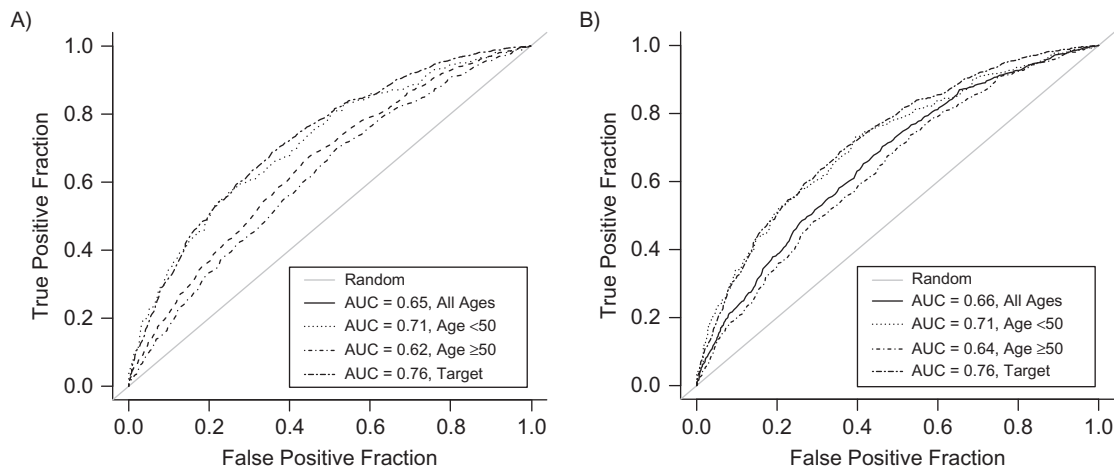 A)
1.0
0.8
0.6
0.4
0.2
0.0
True Positive Fraction
Random
AUC = 0.65, All Ages
AUC = 0.71, Age <50
AUC = 0.62, Age ≥50
AUC = 0.76, Target
0.0 0.2 0.4 0.6 0.8 1.0
False Positive Fraction
B)
1.0
0.8
0.6
0.4
0.2
0.0
True Positive Fraction
Random
AUC = 0.66, All Ages
AUC = 0.71, Age <50
AUC = 0.64, Age ≥50
AUC = 0.76, Target
0.0 0.2 0.4 0.6 0.8 1.0
False Positive Fraction